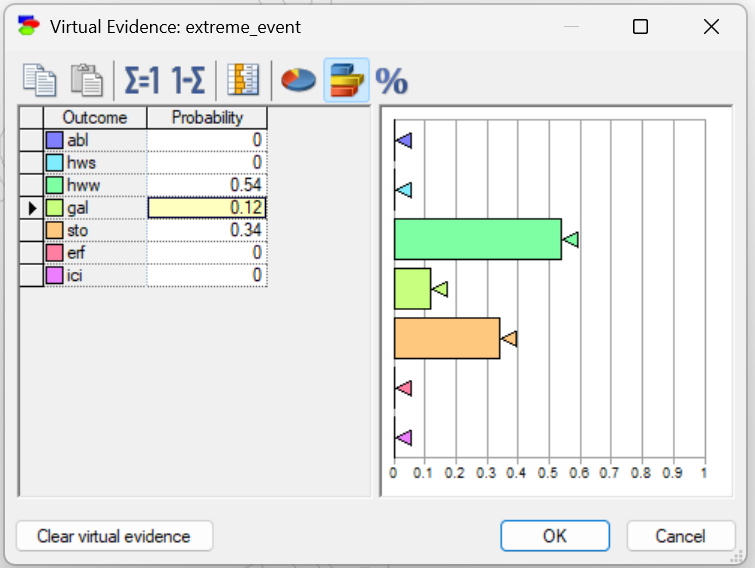 Virtual Evidence: extreme_event
Σ=1 1-Σ %
Outcome Probability
abl 0
hws 0
hww 0.54
gal 0.12
sto 0.34
erf 0
ici 0
0 0.1 0.2 0.3 0.4 0.5 0.6 0.7 0.8 0.9 1
Clear virtual evidence OK Cancel